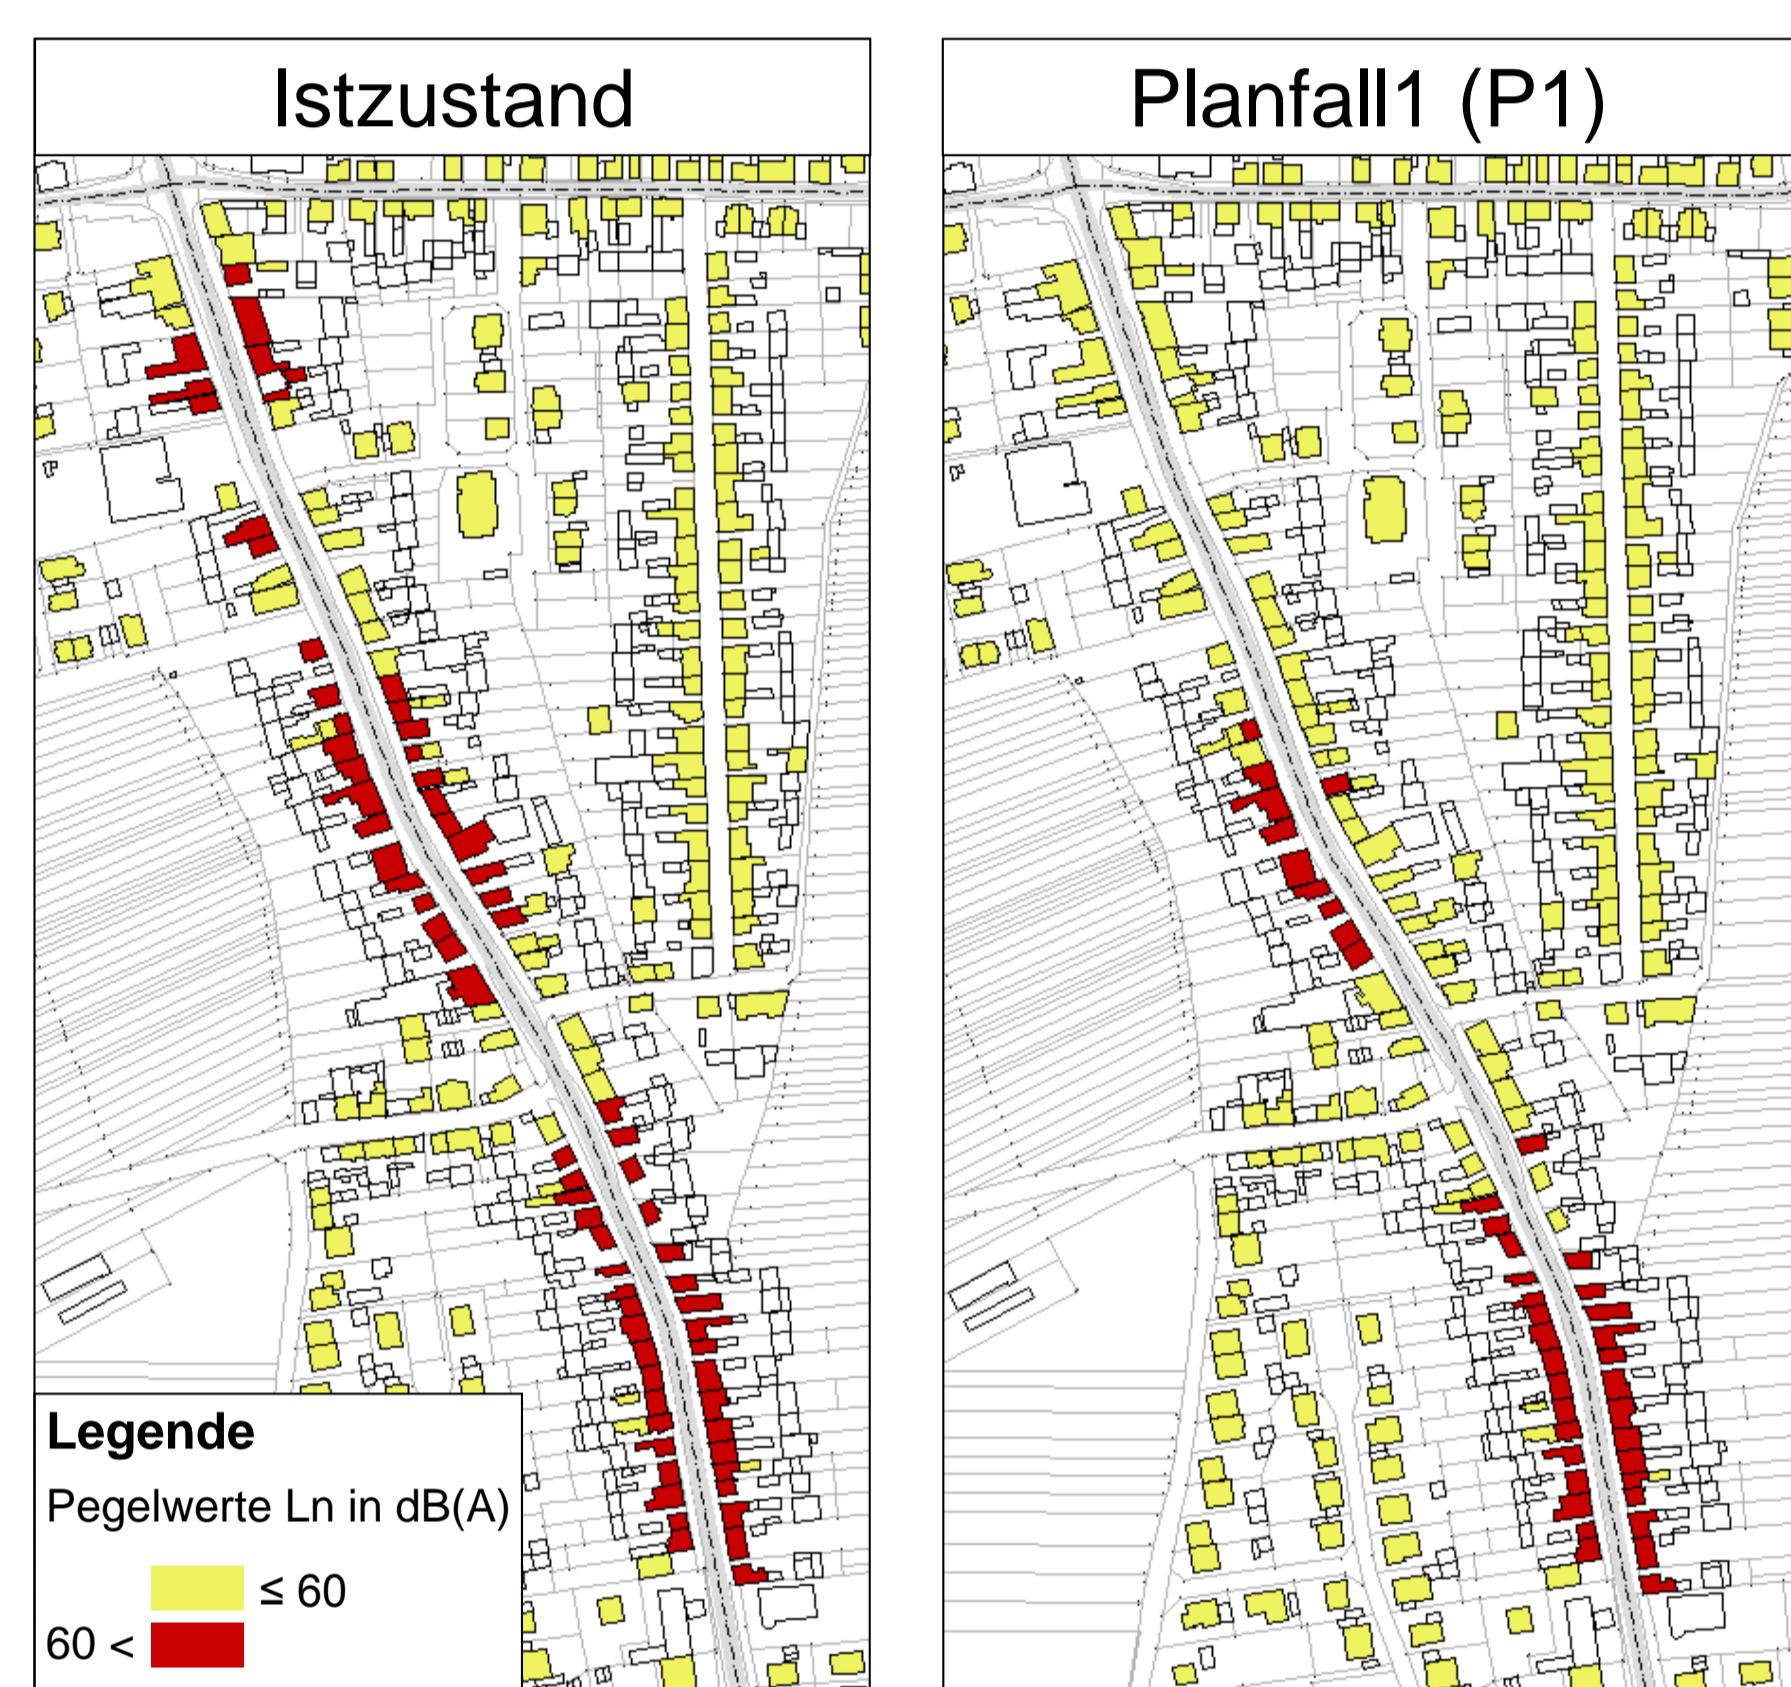 Istzustand
Planfall1 (P1)
Legende
Pegelwerte Ln in dB(A)
≤ 60
60 <